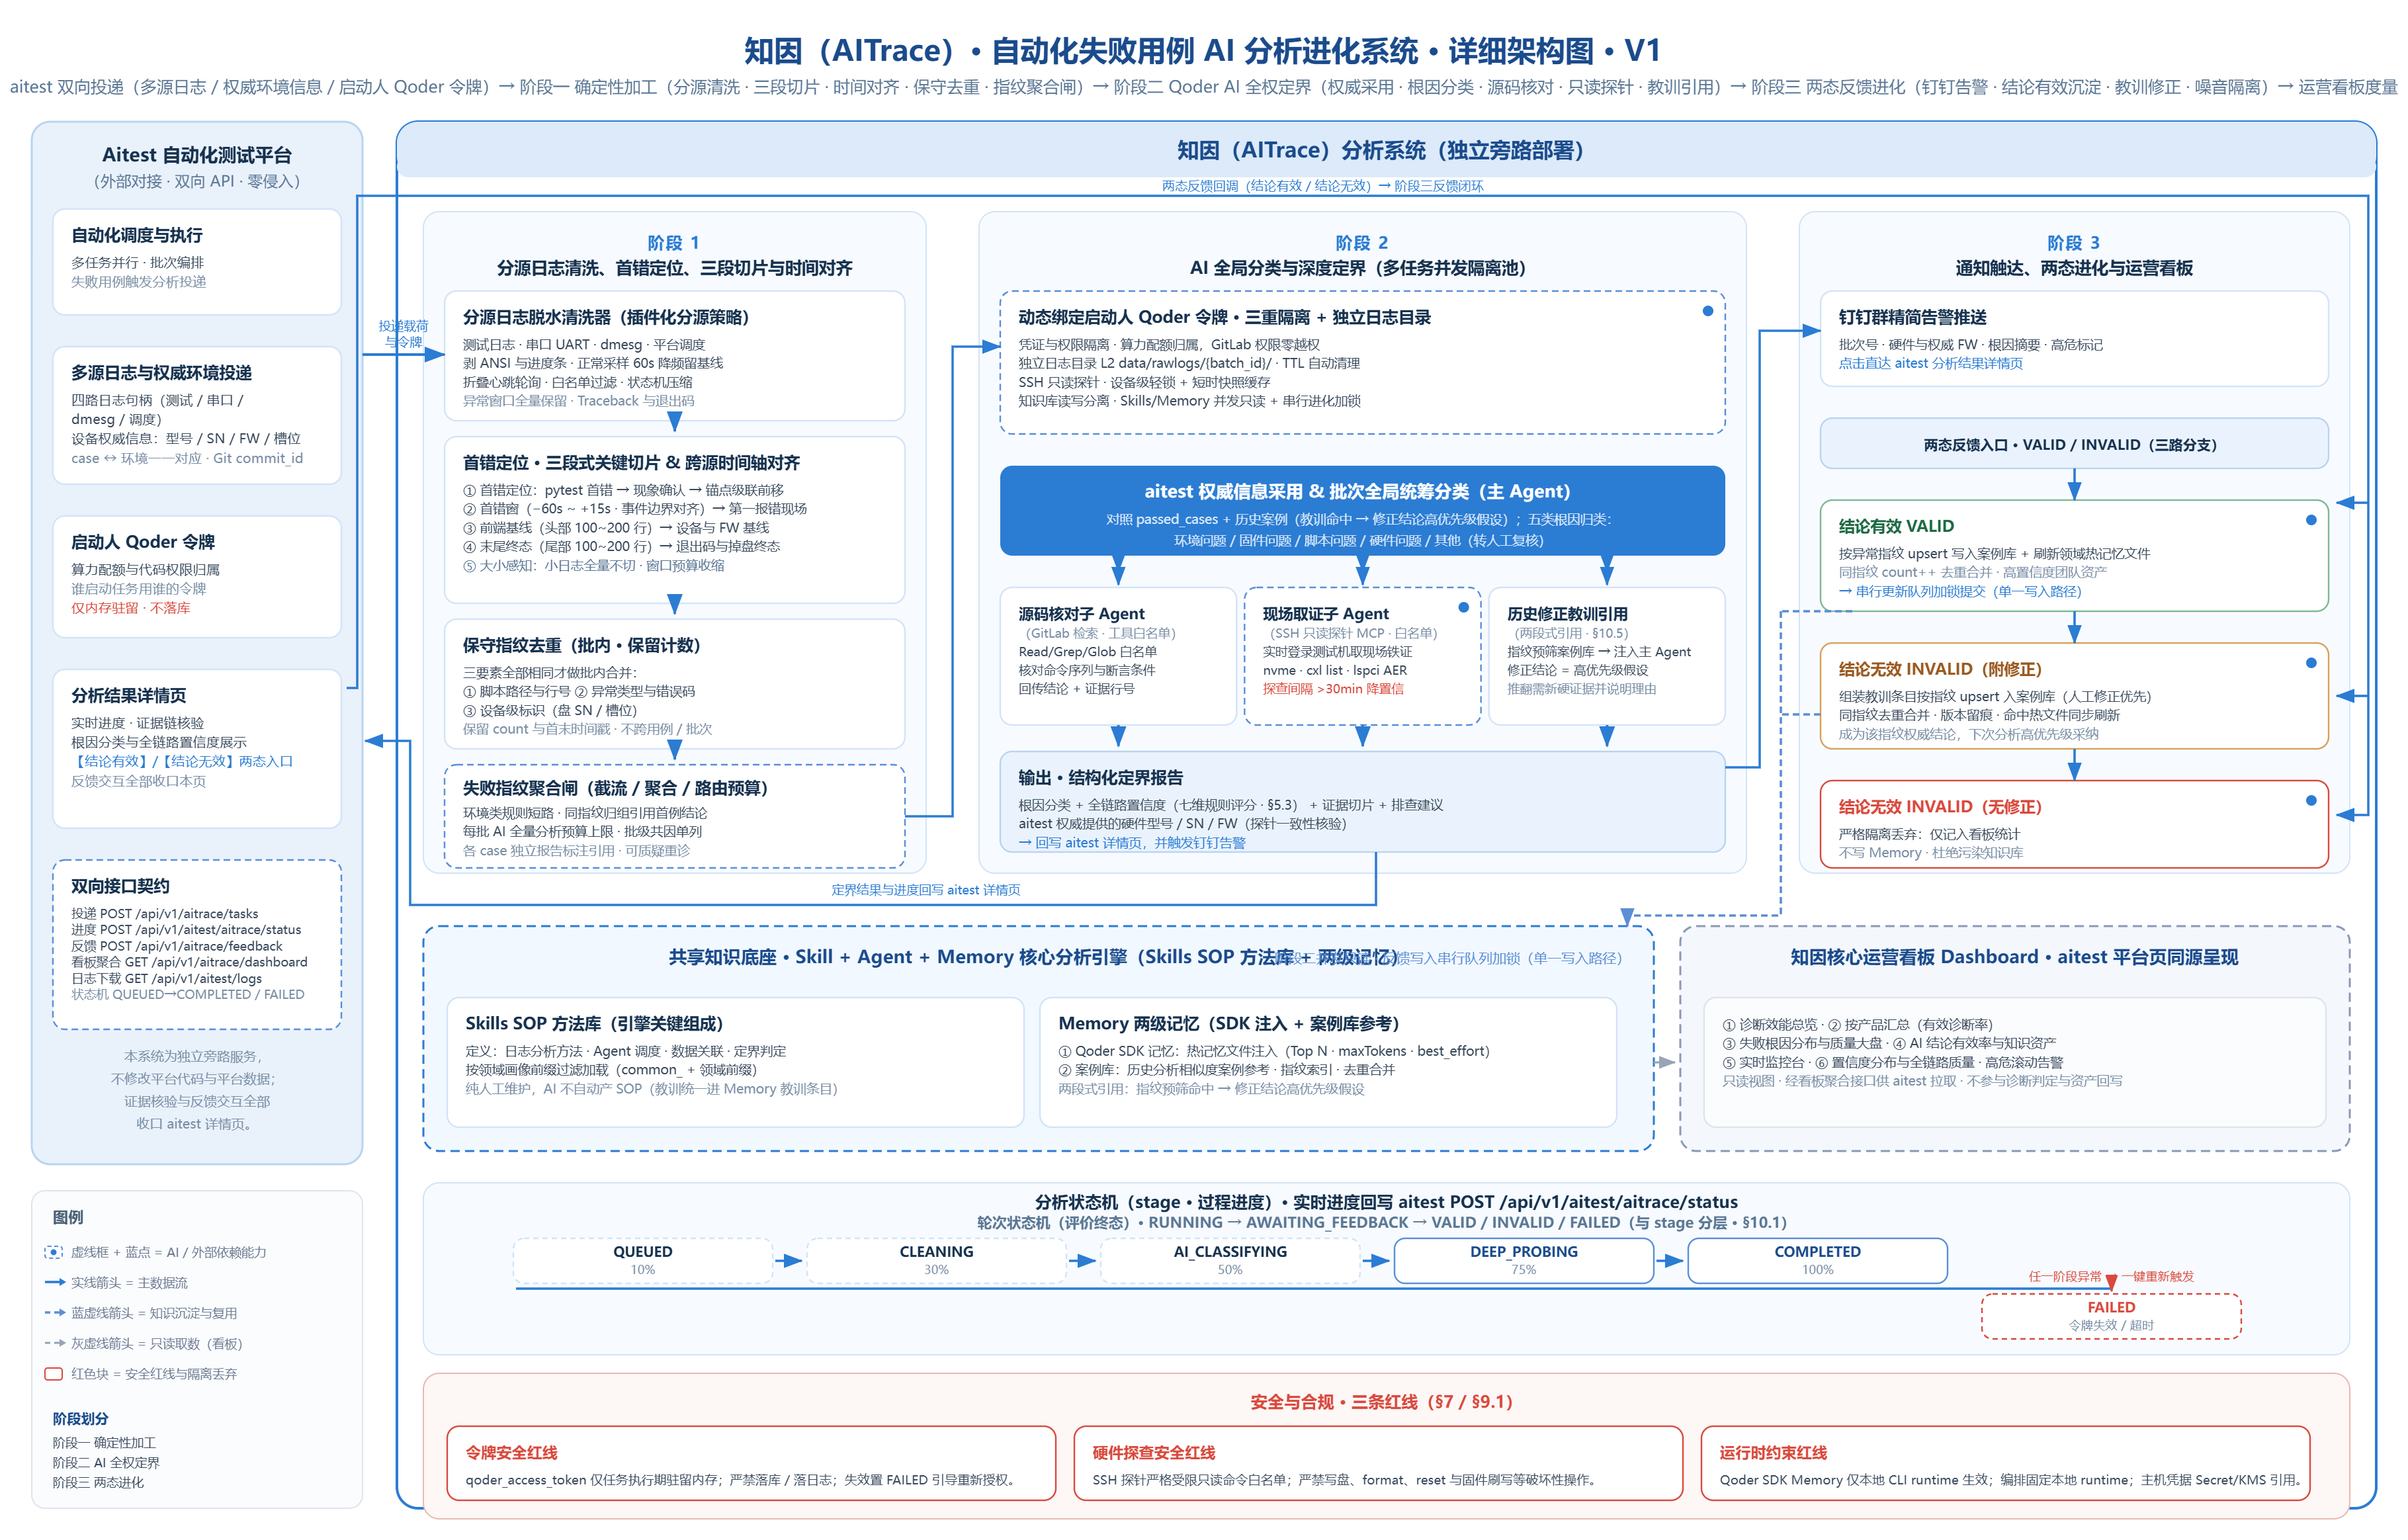 知因（AITrace）· 自动化失败用例 AI 分析进化系统 · 详细架构图 · V1
aitest 双向投递（多源日志 / 权威环境信息 / 启动人 Qoder 令牌）→ 阶段一 确定性加工（分源清洗 · 三段切片 · 时间对齐 · 保守去重 · 指纹聚合闸）→ 阶段二 Qoder AI 全权定界（权威采用 · 根因分类 · 源码核对 · 只读探针 · 教训引用）→ 阶段三 两态反馈进化（钉钉告警 · 结论有效沉淀 · 教训修正 · 噪音隔离）→ 运营看板度量
Aitest 自动化测试平台
（外部对接 · 双向 API · 零侵入）
自动化调度与执行
多任务并行 · 批次编排
失败用例触发分析投递
多源日志与权威环境投递
四路日志句柄（测试 / 串口 /
dmesg / 调度）
设备权威信息：型号 / SN / FW / 槽位
case ↔ 环境一一对应 · Git commit_id
启动人 Qoder 令牌
算力配额与代码权限归属
谁启动任务用谁的令牌
仅内存驻留 · 不落库
分析结果详情页
实时进度 · 证据链核验
根因分类与全链路置信度展示
【结论有效】/【结论无效】两态入口
反馈交互全部收口本页
双向接口契约
投递 POST /api/v1/aitrace/tasks
进度 POST /api/v1/aitest/aitrace/status
反馈 POST /api/v1/aitrace/feedback
看板聚合 GET /api/v1/aitrace/dashboard
日志下载 GET /api/v1/aitest/logs
状态机 QUEUED→COMPLETED / FAILED
本系统为独立旁路服务，
不修改平台代码与平台数据；
证据核验与反馈交互全部
收口 aitest 详情页。
图例
虚线框 + 蓝点 = AI / 外部依赖能力
实线箭头 = 主数据流
蓝虚线箭头 = 知识沉淀与复用
灰虚线箭头 = 只读取数（看板）
红色块 = 安全红线与隔离丢弃
阶段划分
阶段一 确定性加工
阶段二 AI 全权定界
阶段三 两态进化
知因（AITrace）分析系统（独立旁路部署）
两态反馈回调（结论有效 / 结论无效）→ 阶段三反馈闭环
投递载荷
与令牌
阶段 1
分源日志清洗、首错定位、三段切片与时间对齐
分源日志脱水清洗器（插件化分源策略）
测试日志 · 串口 UART · dmesg · 平台调度
剥 ANSI 与进度条 · 正常采样 60s 降频留基线
折叠心跳轮询 · 白名单过滤 · 状态机压缩
异常窗口全量保留 · Traceback 与退出码
首错定位 · 三段式关键切片 & 跨源时间轴对齐
① 首错定位：pytest 首错 → 现象确认 → 锚点级联前移
② 首错窗（−60s ~ +15s · 事件边界对齐）→ 第一报错现场
③ 前端基线（头部 100~200 行）→ 设备与 FW 基线
④ 末尾终态（尾部 100~200 行）→ 退出码与掉盘终态
⑤ 大小感知：小日志全量不切 · 窗口预算收缩
保守指纹去重（批内 · 保留计数）
三要素全部相同才做批内合并：
① 脚本路径与行号 ② 异常类型与错误码
③ 设备级标识（盘 SN / 槽位）
保留 count 与首末时间戳 · 不跨用例 / 批次
失败指纹聚合闸（截流 / 聚合 / 路由预算）
环境类规则短路 · 同指纹归组引用首例结论
每批 AI 全量分析预算上限 · 批级共因单列
各 case 独立报告标注引用 · 可质疑重诊
阶段 2
AI 全局分类与深度定界（多任务并发隔离池）
动态绑定启动人 Qoder 令牌 · 三重隔离 + 独立日志目录
凭证与权限隔离 · 算力配额归属，GitLab 权限零越权
独立日志目录 L2 data/rawlogs/{batch_id}/ · TTL 自动清理
SSH 只读探针 · 设备级轻锁 + 短时快照缓存
知识库读写分离 · Skills/Memory 并发只读 + 串行进化加锁
aitest 权威信息采用 & 批次全局统筹分类（主 Agent）
对照 passed_cases + 历史案例（教训命中 → 修正结论高优先级假设）；五类根因归类：
环境问题 / 固件问题 / 脚本问题 / 硬件问题 / 其他（转人工复核）
源码核对子 Agent
（GitLab 检索 · 工具白名单）
Read/Grep/Glob 白名单
核对命令序列与断言条件
回传结论 + 证据行号
现场取证子 Agent
（SSH 只读探针 MCP · 白名单）
实时登录测试机取现场铁证
nvme · cxl list · lspci AER
探查间隔 >30min 降置信
历史修正教训引用
（两段式引用 · §10.5）
指纹预筛案例库 → 注入主 Agent
修正结论 = 高优先级假设
推翻需新硬证据并说明理由
输出 · 结构化定界报告
根因分类 + 全链路置信度（七维规则评分 · §5.3） + 证据切片 + 排查建议
aitest 权威提供的硬件型号 / SN / FW（探针一致性核验）
→ 回写 aitest 详情页，并触发钉钉告警
定界结果与进度回写 aitest 详情页
阶段 3
通知触达、两态进化与运营看板
钉钉群精简告警推送
批次号 · 硬件与权威 FW · 根因摘要 · 高危标记
点击直达 aitest 分析结果详情页
两态反馈入口 · VALID / INVALID（三路分支）
结论有效 VALID
按异常指纹 upsert 写入案例库 + 刷新领域热记忆文件
同指纹 count++ 去重合并 · 高置信度团队资产
→ 串行更新队列加锁提交（单一写入路径）
结论无效 INVALID（附修正）
组装教训条目按指纹 upsert 入案例库（人工修正优先）
同指纹去重合并 · 版本留痕 · 命中热文件同步刷新
成为该指纹权威结论，下次分析高优先级采纳
结论无效 INVALID（无修正）
严格隔离丢弃：仅记入看板统计
不写 Memory · 杜绝污染知识库
共享知识底座 · Skill + Agent + Memory 核心分析引擎（Skills SOP 方法库 + 两级记忆）
反馈写入串行队列加锁（单一写入路径）
Skills SOP 方法库（引擎关键组成）
定义：日志分析方法 · Agent 调度 · 数据关联 · 定界判定
按领域画像前缀过滤加载（common_ + 领域前缀）
纯人工维护，AI 不自动产 SOP（教训统一进 Memory 教训条目）
Memory 两级记忆（SDK 注入 + 案例库参考）
① Qoder SDK 记忆：热记忆文件注入（Top N · maxTokens · best_effort）
② 案例库：历史分析相似度案例参考 · 指纹索引 · 去重合并
两段式引用：指纹预筛命中 → 修正结论高优先级假设
知因核心运营看板 Dashboard · aitest 平台页同源呈现
① 诊断效能总览 · ② 按产品汇总（有效诊断率）
③ 失败根因分布与质量大盘 · ④ AI 结论有效率与知识资产
⑤ 实时监控台 · ⑥ 置信度分布与全链路质量 · 高危滚动告警
只读视图 · 经看板聚合接口供 aitest 拉取 · 不参与诊断判定与资产回写
分析状态机（stage · 过程进度）· 实时进度回写 aitest POST /api/v1/aitest/aitrace/status
轮次状态机（评价终态）· RUNNING → AWAITING_FEEDBACK → VALID / INVALID / FAILED（与 stage 分层 · §10.1）
QUEUED
10%
CLEANING
30%
AI_CLASSIFYING
50%
DEEP_PROBING
75%
COMPLETED
100%
任一阶段异常 一键重新触发
FAILED
令牌失效 / 超时
安全与合规 · 三条红线（§7 / §9.1）
令牌安全红线
qoder_access_token 仅任务执行期驻留内存；严禁落库 / 落日志；失效置 FAILED 引导重新授权。
硬件探查安全红线
SSH 探针严格受限只读命令白名单；严禁写盘、format、reset 与固件刷写等破坏性操作。
运行时约束红线
Qoder SDK Memory 仅本地 CLI runtime 生效；编排固定本地 runtime；主机凭据 Secret/KMS 引用。